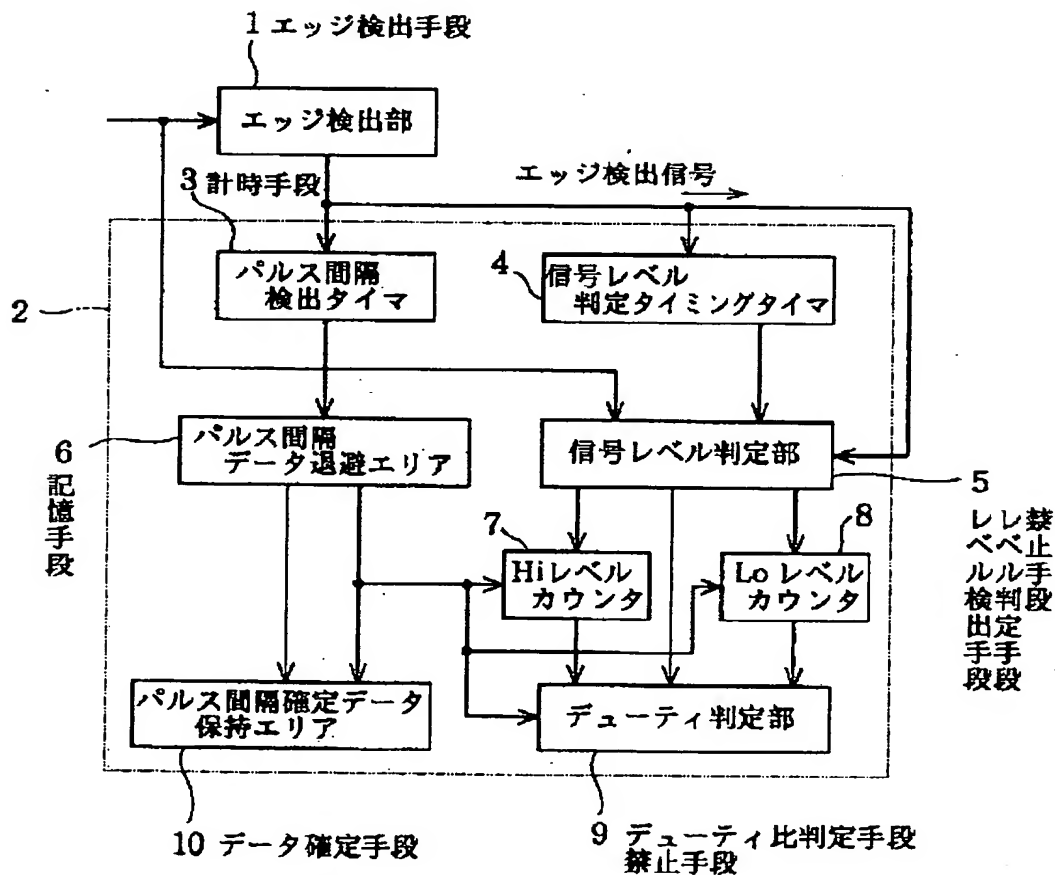 1 エッジ検出手段
エッジ検出部
3 計時手段
エッジ検出信号
2
パルス間隔
検出タイマ
4
信号レベル
判定タイミングタイマ
6
記憶手段
パルス間隔
データ退避エリア
信号レベル判定部
5
レベル検出手段
レベル判定手段
禁止手段
7
Hiレベル
カウンタ
8
Loレベル
カウンタ
パルス間隔確定データ
保持エリア
デューティ判定部
10 データ確定手段
9 デューティ比判定手段
禁止手段